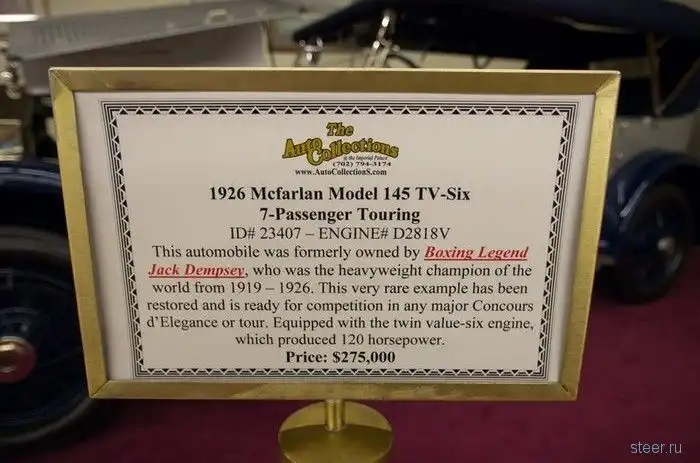 The
Auto
Collections
@ the Imperial Palace
(702) 794-3174
www.AutoCollectionS.com
1926 Mcfarlan Model 145 TV-Six
7-Passenger Touring
ID# 23407 – ENGINE# D2818V
This automobile was formerly owned by Boxing Legend
Jack Dempsey, who was the heavyweight champion of the
world from 1919 – 1926. This very rare example has been
restored and is ready for competition in any major Concours
d'Elegance or tour. Equipped with the twin value-six engine,
which produced 120 horsepower.
Price: $275,000
steer.ru